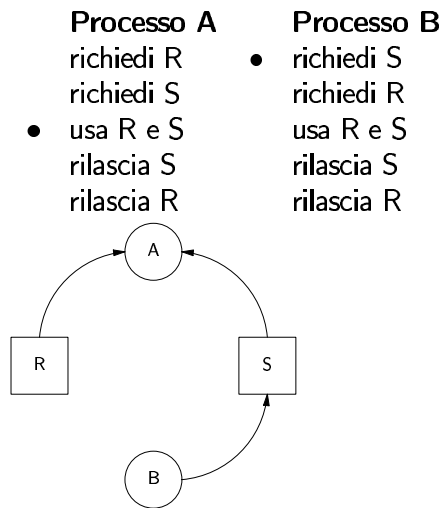 Processo A Processo B
richiedi R • richiedi S
richiedi S richiedi R
• usa R e S usa R e S
rilascia S rilascia S
rilascia R rilascia R
A
R S
B